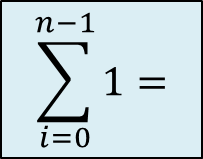 n−1
∑ 1 =
i=0